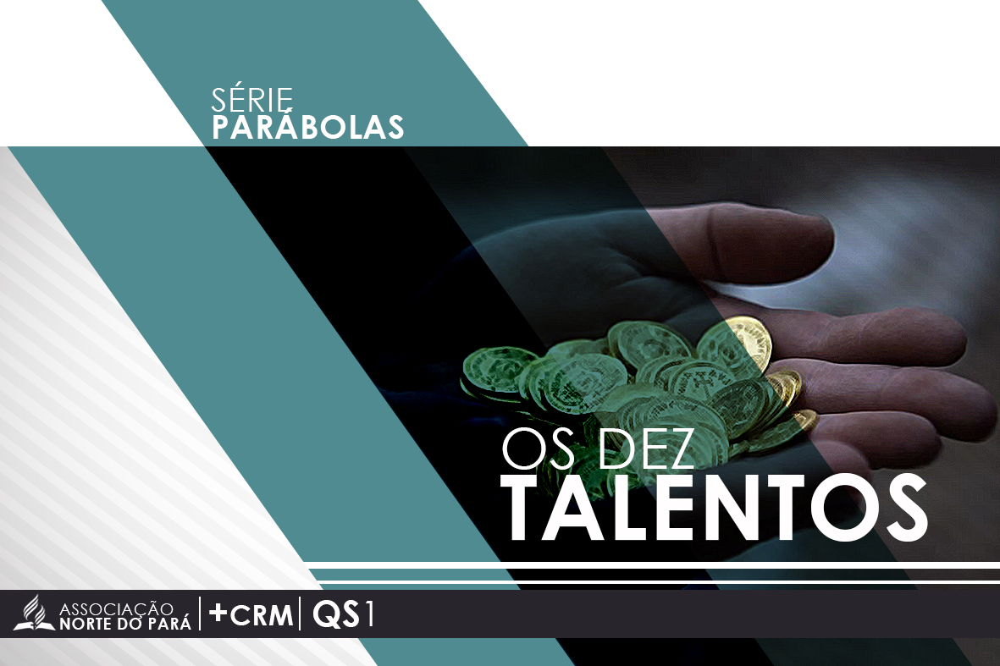 SÉRIE
PARÁBOLAS
OS DEZ
TALENTOS
ASSOCIAÇÃO
NORTE DO PARÁ
+CRM
QS1